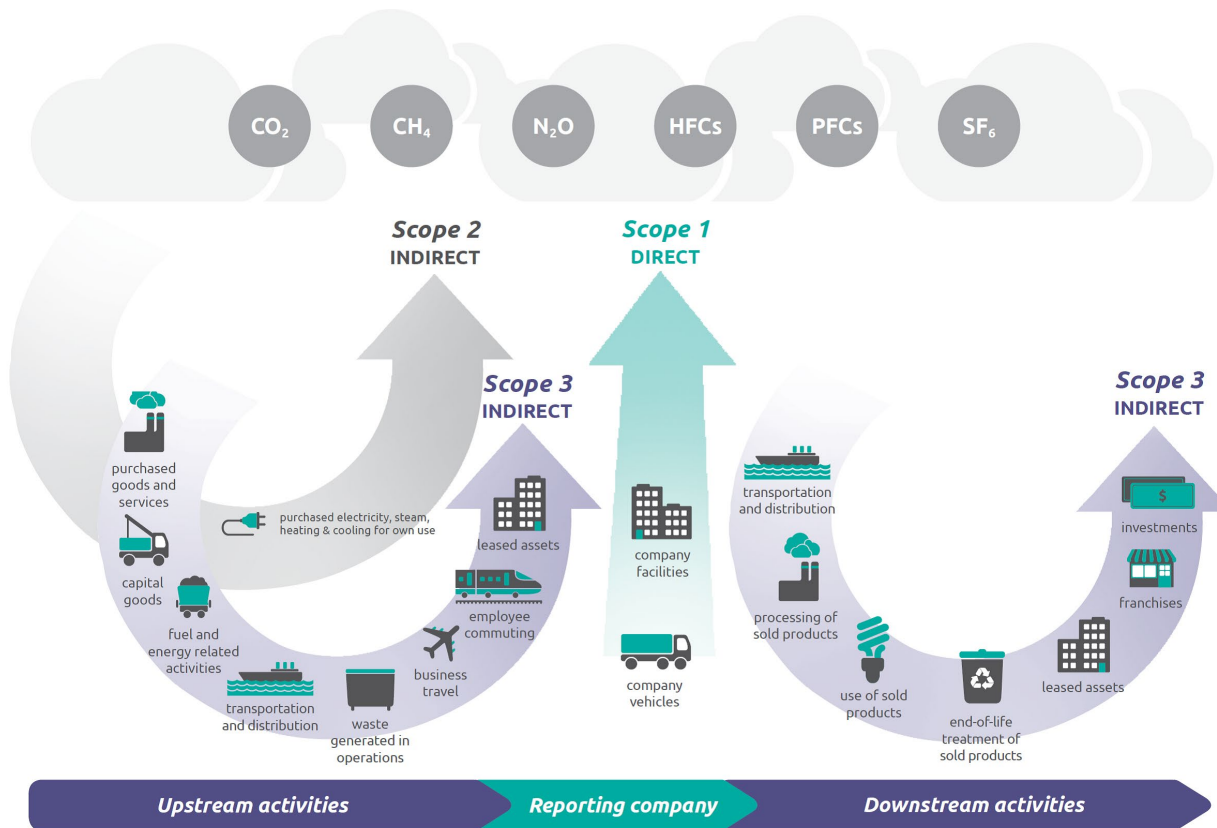 CO₂
CH₄
N₂O
HFCs
PFCs
SF₆
Scope 2
INDIRECT
Scope 1
DIRECT
Scope 3
INDIRECT
Scope 3
INDIRECT
purchased
goods and
services
capital
goods
fuel and
energy related
activities
transportation
and distribution
waste
generated in
operations
business
travel
employee
commuting
leased assets
purchased electricity, steam,
heating & cooling for own use
company
facilities
company
vehicles
transportation
and distribution
processing of
sold products
use of sold
products
end-of-life
treatment of
sold products
leased assets
franchises
$
investments
Upstream activities
Reporting company
Downstream activities